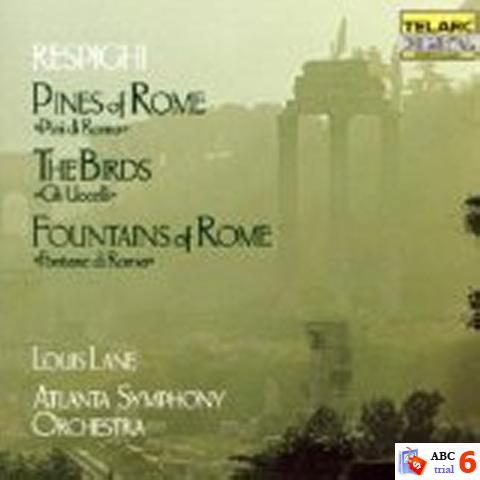 TELARC
DIGITAL
RESPIGHI
PINES of ROME
«Pini di Roma»
THE BIRDS
«Gli Uccelli»
FOUNTAINS of ROME
«Fontane di Roma»
LOUIS LANE
ATLANTA SYMPHONY
ORCHESTRA
ABC
trial 6